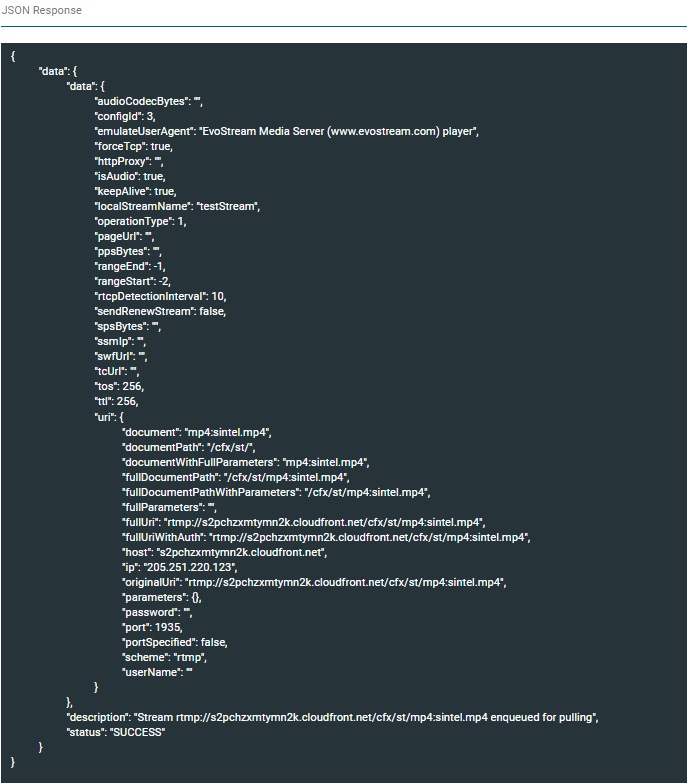 JSON Response
{
"data": {
"data": {
"audioCodecBytes": "",
"configId": 3,
"emulateUserAgent": "EvoStream Media Server (www.evostream.com) player",
"forceTcp": true,
"httpProxy": "",
"isAudio": true,
"keepAlive": true,
"localStreamName": "testStream",
"operationType": 1,
"pageUrl": "",
"ppsBytes": "",
"rangeEnd": -1,
"rangeStart": -2,
"rtcpDetectionInterval": 10,
"sendRenewStream": false,
"spsBytes": "",
"ssmIp": "",
"swfUrl": "",
"tcUrl": "",
"tos": 256,
"ttl": 256,
"uri": {
"document": "mp4:sintel.mp4",
"documentPath": "/cfx/st/",
"documentWithFullParameters": "mp4:sintel.mp4",
"fullDocumentPath": "/cfx/st/mp4:sintel.mp4",
"fullDocumentPathWithParameters": "/cfx/st/mp4:sintel.mp4",
"fullParameters": "",
"fullUri": "rtmp://s2pchzxmtymn2k.cloudfront.net/cfx/st/mp4:sintel.mp4",
"fullUriWithAuth": "rtmp://s2pchzxmtymn2k.cloudfront.net/cfx/st/mp4:sintel.mp4",
"host": "s2pchzxmtymn2k.cloudfront.net",
"ip": "205.251.220.123",
"originalUri": "rtmp://s2pchzxmtymn2k.cloudfront.net/cfx/st/mp4:sintel.mp4",
"parameters": {},
"password": "",
"port": 1935,
"portSpecified": false,
"scheme": "rtmp",
"userName": ""
}
},
"description": "Stream rtmp://s2pchzxmtymn2k.cloudfront.net/cfx/st/mp4:sintel.mp4 enqueued for pulling",
"status": "SUCCESS"
}
}